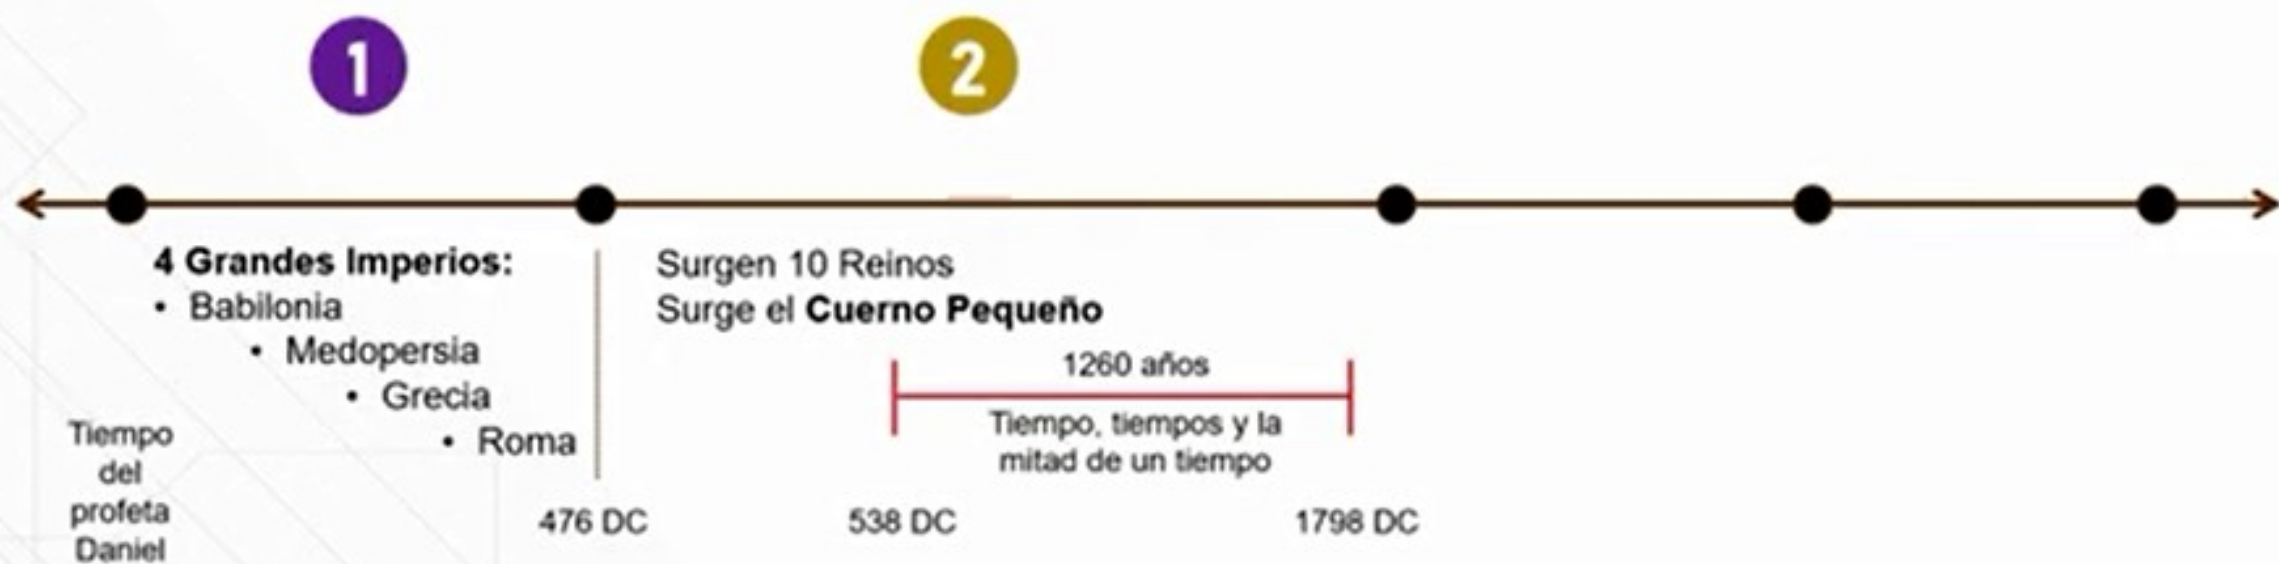 1
2
4 Grandes Imperios:
• Babilonia
• Medopersia
• Grecia
• Roma
Tiempo
del
profeta
Daniel
476 DC
Surgen 10 Reinos
Surge el Cuerno Pequeño
1260 años
Tiempo, tiempos y la
mitad de un tiempo
538 DC
1798 DC